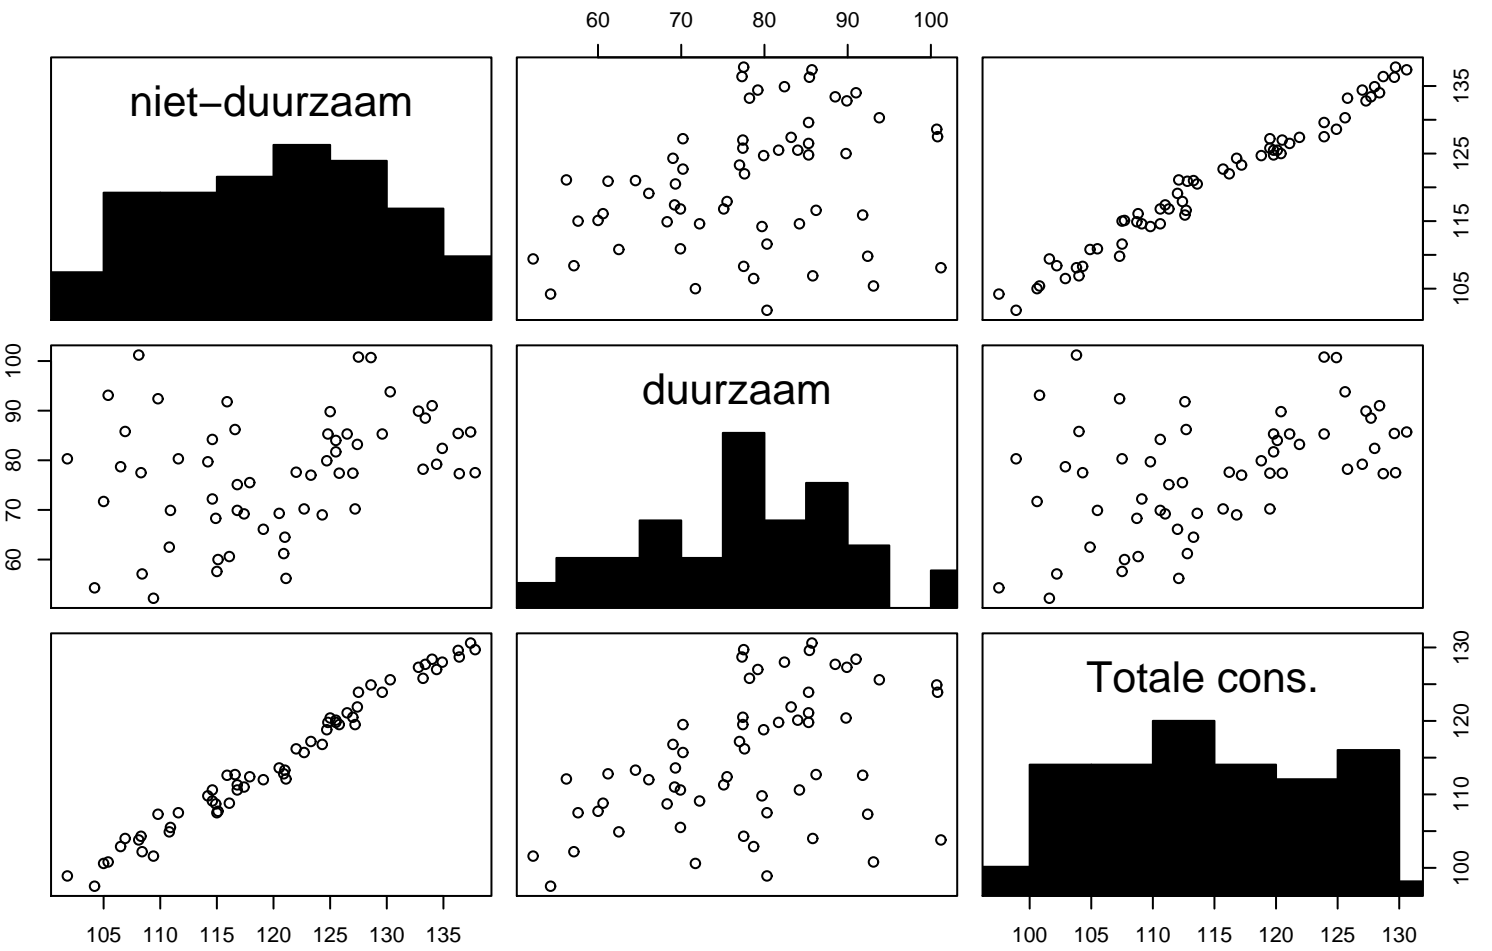 60 70 80 90 100
niet−duurzaam
105 115 125 135
60 70 80 90 100
duurzaam
Totale cons.
100 110 120 130
105 110 115 120 125 130 135
100 105 110 115 120 125 130